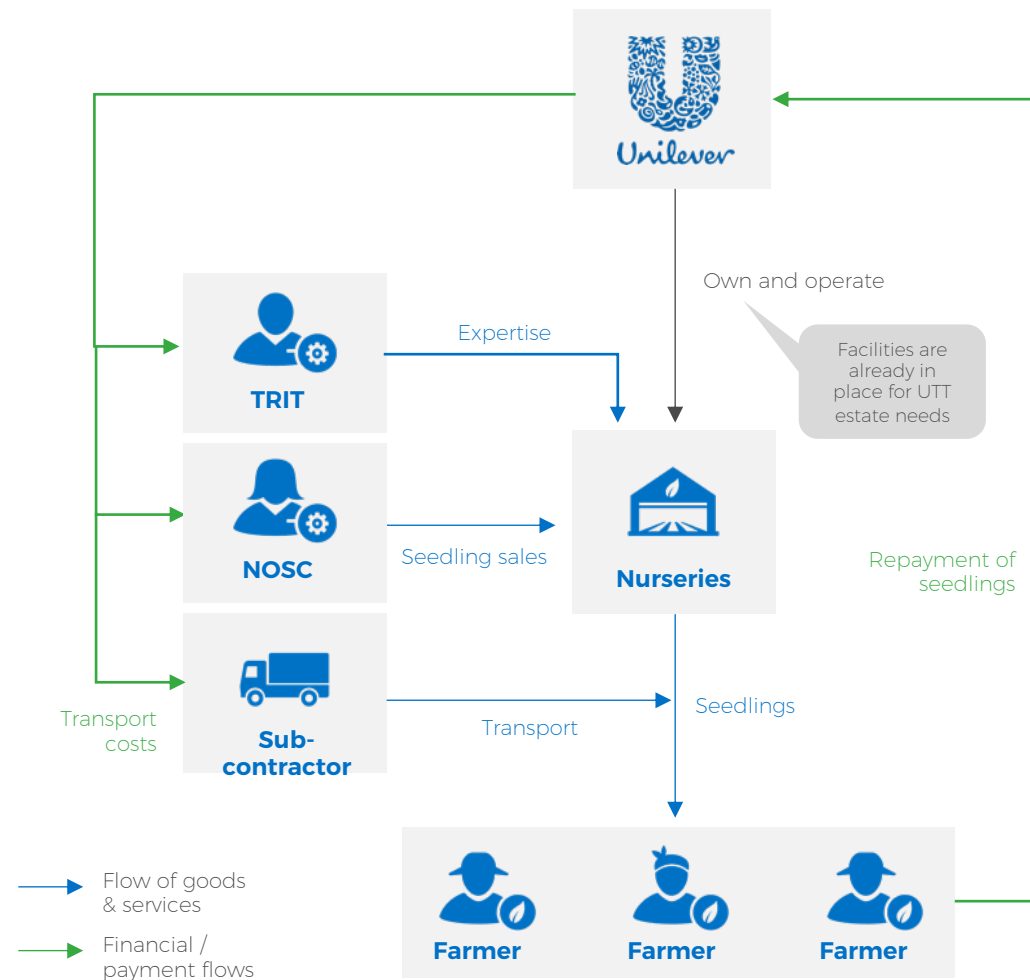 Unilever
Own and operate
Facilities are
already in
place for UTT
estate needs
Expertise
TRIT
Seedling sales
NOSC
Nurseries
Repayment of
seedlings
Transport
costs
Sub-
contractor
Transport
Seedlings
Flow of goods
& services
Financial /
payment flows
Farmer
Farmer
Farmer